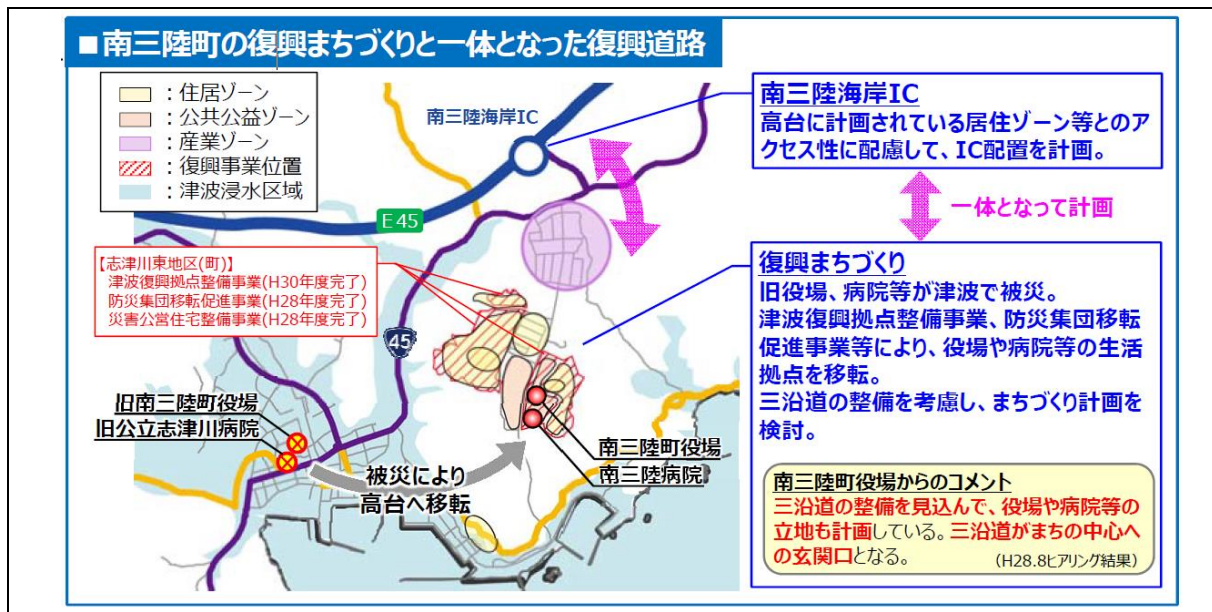 ■南三陸町の復興まちづくりと一体となった復興道路
：住居ゾーン
：公共公益ゾーン
：産業ゾーン
：復興事業位置
：津波浸水区域
南三陸海岸IC
E45
【志津川東地区(町)】
津波復興拠点整備事業(H30年度完了)
防災集団移転促進事業(H28年度完了)
災害公営住宅整備事業(H28年度完了)
45
旧南三陸町役場
旧公立志津川病院
被災により
高台へ移転
南三陸町役場
南三陸病院
南三陸海岸IC
高台に計画されている居住ゾーン等とのア
クセス性に配慮して、IC配置を計画。
一体となって計画
復興まちづくり
旧役場、病院等が津波で被災。
津波復興拠点整備事業、防災集団移転
促進事業等により、役場や病院等の生活
拠点を移転。
三沿道の整備を考慮し、まちづくり計画を
検討。
南三陸町役場からのコメント
三沿道の整備を見込んで、役場や病院等の
立地も計画している。三沿道がまちの中心へ
の玄関口となる。
(H28.8ヒアリング結果)